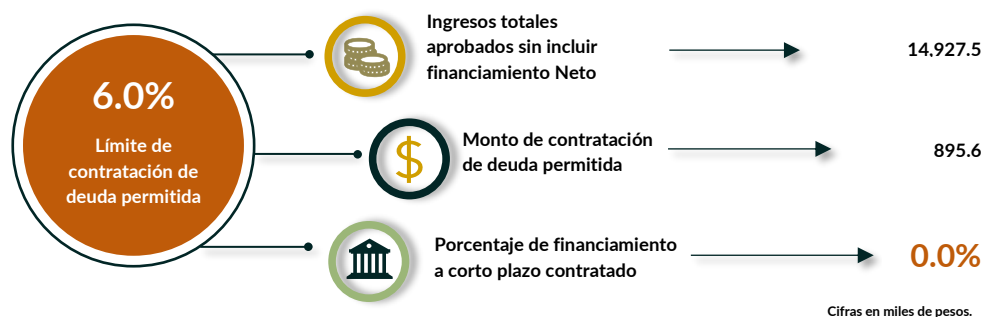 6.0%
Límite de
contratación de
deuda permitida
Ingresos totales
aprobados sin incluir
financiamiento Neto
14,927.5
$
Monto de contratación
de deuda permitida
895.6
Porcentaje de financiamiento
a corto plazo contratado
0.0%
Cifras en miles de pesos.